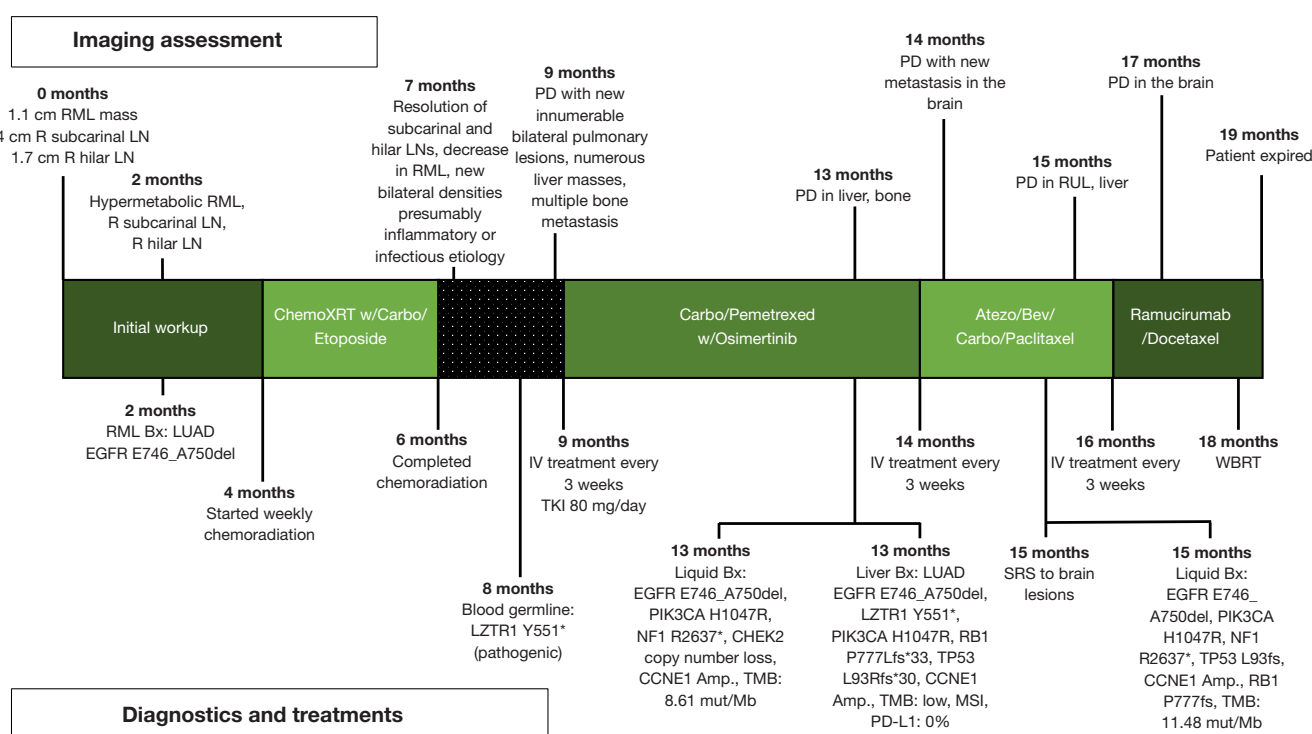 Imaging assessment
0 months
1.1 cm RML mass
4 cm R subcarinal LN
1.7 cm R hilar LN
2 months
Hypermetabolic RML,
R subcarinal LN,
R hilar LN
7 months
Resolution of
subcarinal and
hilar LNs, decrease
in RML, new
bilateral densities
presumably
inflammatory or
infectious etiology
9 months
PD with new
innumerable
bilateral pulmonary
lesions, numerous
liver masses,
multiple bone
metastasis
13 months
PD in liver, bone
14 months
PD with new
metastasis in the
brain
15 months
PD in RUL, liver
17 months
PD in the brain
19 months
Patient expired
Initial workup
ChemoXRT w/Carbo/
Etoposide
Carbo/Pemetrexed
w/Osimertinib
Atezo/Bev/
Carbo/Paclitaxel
Ramucirumab
/Docetaxel
2 months
RML Bx: LUAD
EGFR E746_A750del
4 months
Started weekly
chemoradiation
6 months
Completed
chemoradiation
8 months
Blood germline:
LZTR1 Y551*
(pathogenic)
9 months
IV treatment every
3 weeks
TKI 80 mg/day
13 months
Liquid Bx:
EGFR E746_A750del,
PIK3CA H1047R,
NF1 R2637*, CHEK2
copy number loss,
CCNE1 Amp., TMB:
8.61 mut/Mb
13 months
Liver Bx: LUAD
EGFR E746_A750del,
LZTR1 Y551*,
PIK3CA H1047R, RB1
P777Lfs*33, TP53
L93Rfs*30, CCNE1
Amp., TMB: low, MSI,
PD-L1: 0%
14 months
IV treatment every
3 weeks
15 months
SRS to brain
lesions
16 months
IV treatment every
3 weeks
15 months
Liquid Bx:
EGFR E746_
A750del, PIK3CA
H1047R, NF1
R2637*, TP53 L93fs,
CCNE1 Amp., RB1
P777fs, TMB:
11.48 mut/Mb
18 months
WBRT
Diagnostics and treatments